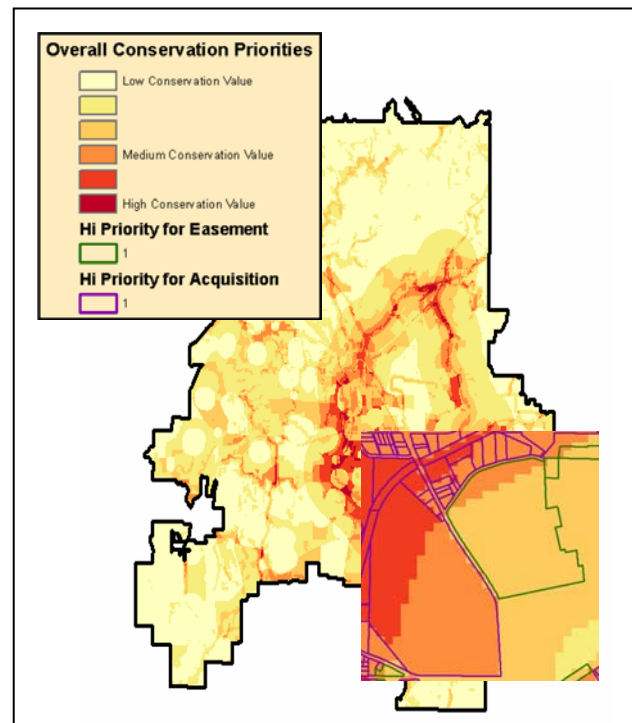 Overall Conservation Priorities
Low Conservation Value
Medium Conservation Value
High Conservation Value
Hi Priority for Easement
1
Hi Priority for Acquisition
1